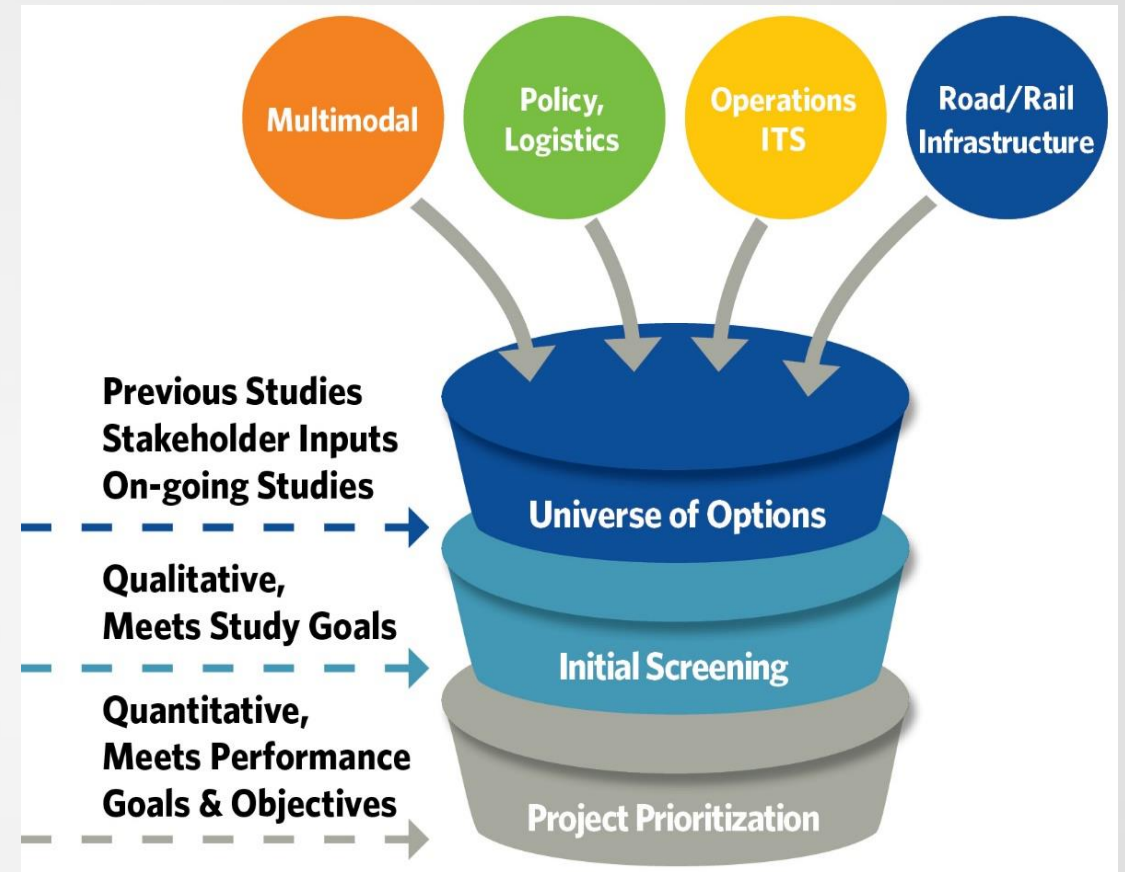 Multimodal
Policy,
Logistics
Operations
ITS
Road/Rail
Infrastructure
Previous Studies
Stakeholder Inputs
On-going Studies
Universe of Options
Qualitative,
Meets Study Goals
Initial Screening
Quantitative,
Meets Performance
Goals & Objectives
Project Prioritization